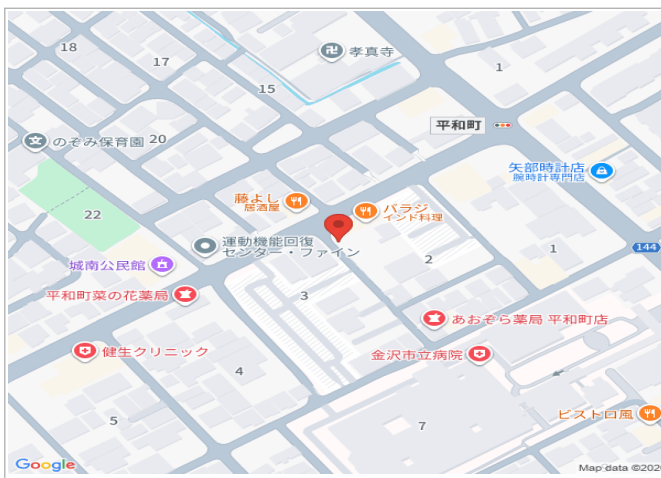 18
17
孝真寺
1
15
平和町
のぞみ保育園
20
矢部時計店
腕時計専門店
藤よし
居酒屋
バラジ
インド料理
22
運動機能回復
センター・ファイン
144
1
2
城南公民館
3
平和町菜の花薬局
あおぞら薬局 平和町店
健生クリニック
金沢市立病院
4
5
7
ビストロ風
Google
Map data ©202